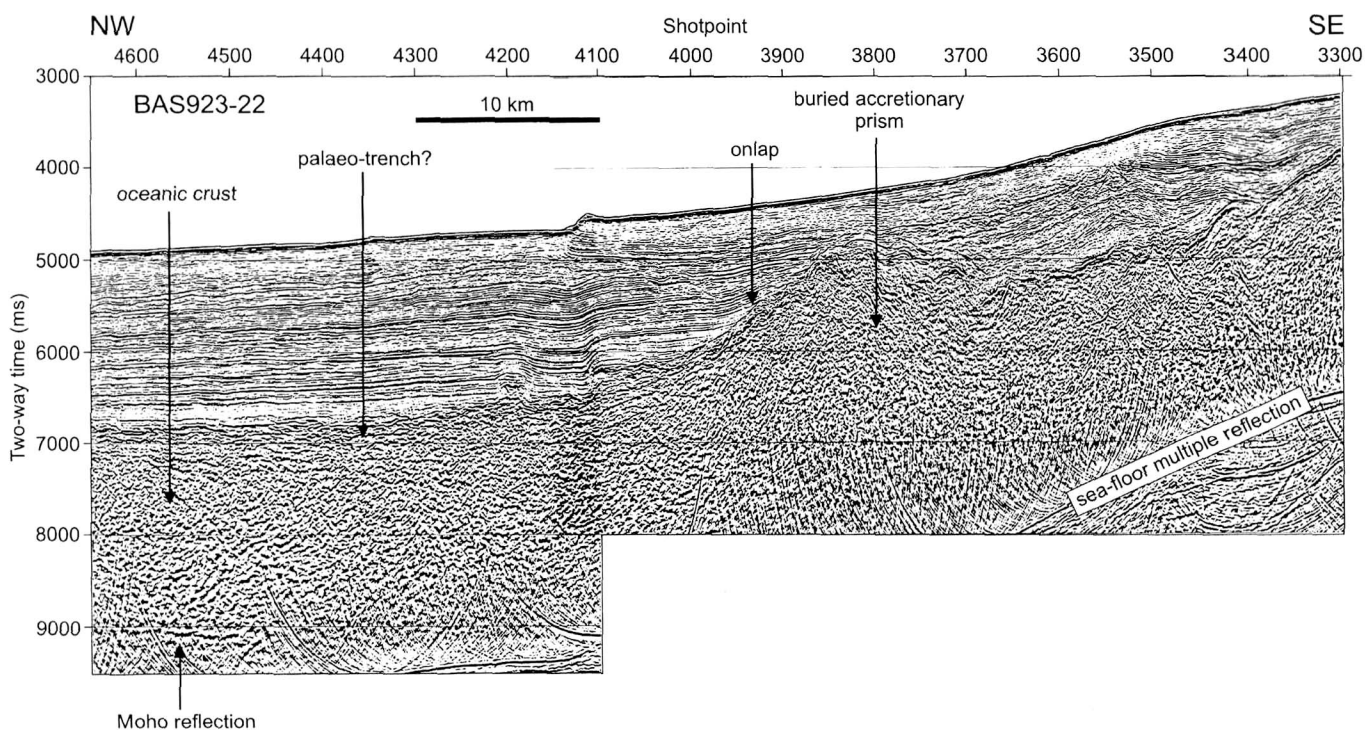 NW Shotpoint SE
4600 4500 4400 4300 4200 4100 4000 3900 3800 3700 3600 3500 3400 3300
3000
BAS923-22
10 km
buried accretionary
prism
palaeo-trench?
onlap
4000
oceanic crust
5000
Two-way time (ms)
6000
7000
sea-floor multiple reflection
8000
9000
Moho reflection